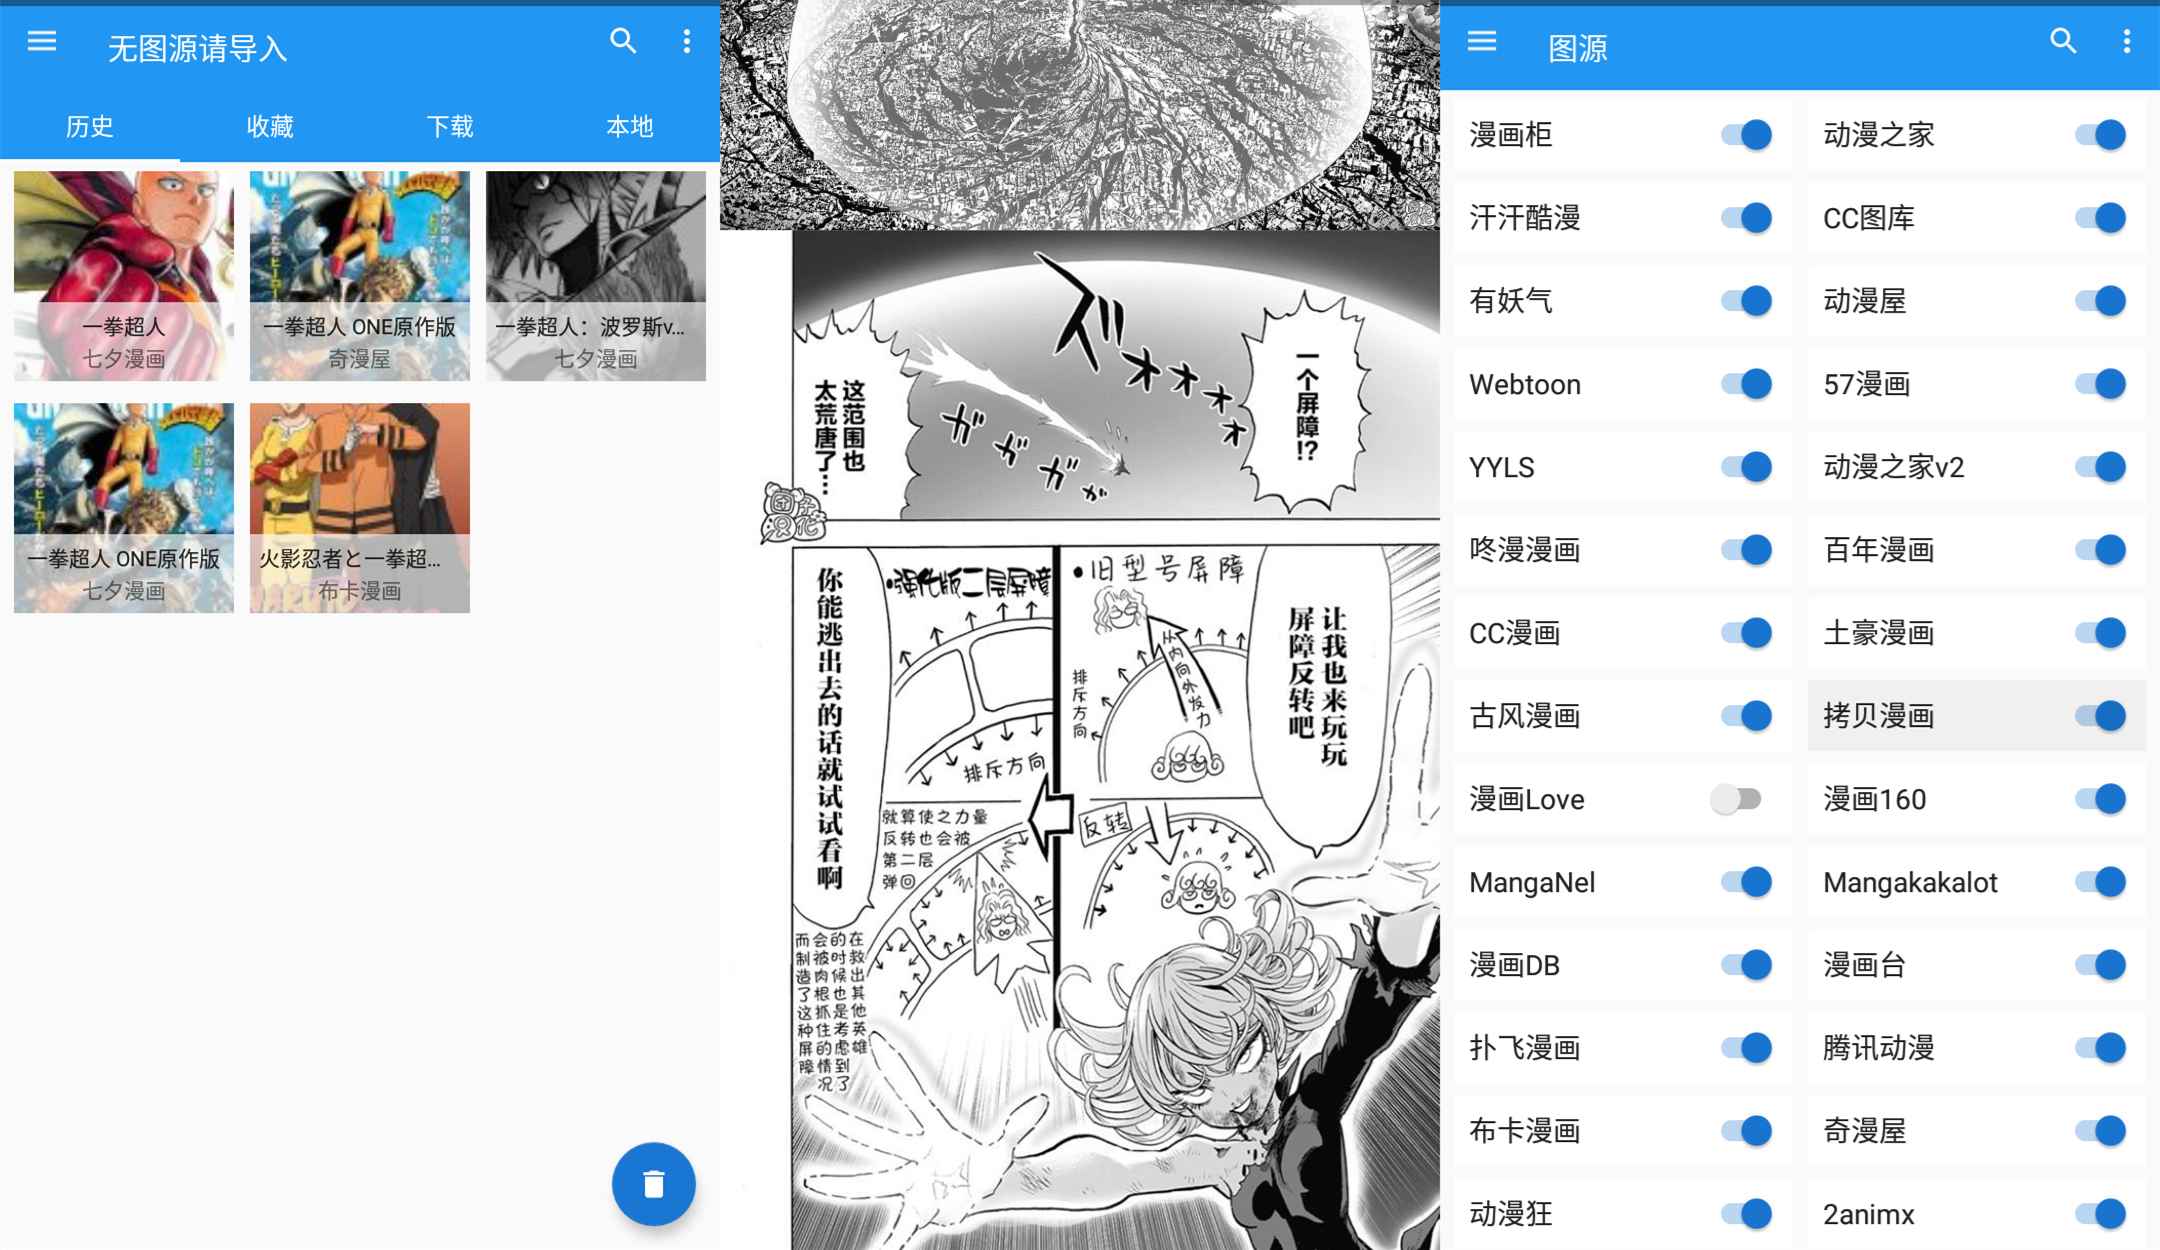 无图源请导入
历史
收藏
下载
本地
一拳超人
七夕漫画
一拳超人 ONE原作版
奇漫屋
一拳超人：波罗斯v...
七夕漫画
一拳超人 ONE原作版
七夕漫画
火影忍者と一拳超...
布卡漫画
一个屏障!?
ズオオオオ
ガガガガ
这范围也
太荒唐了…
让我也来玩玩
屏障反转吧
•旧型号屏障
从内向外发力
排斥方向
反转
•强化版二层屏障
排斥方向
就算使之力量
反转也会被
第二层
弹回
你能逃出去的话就试试看啊
在救出其他英雄
的时候也是考虑到了
会被肉根抓住的情况
而制造了这种屏障
图源
漫画柜
动漫之家
汗汗酷漫
CC图库
有妖气
动漫屋
Webtoon
57漫画
YYLS
动漫之家v2
咚漫漫画
百年漫画
CC漫画
土豪漫画
古风漫画
拷贝漫画
漫画Love
漫画160
MangaNel
Mangakakalot
漫画DB
漫画台
扑飞漫画
腾讯动漫
布卡漫画
奇漫屋
动漫狂
2animx